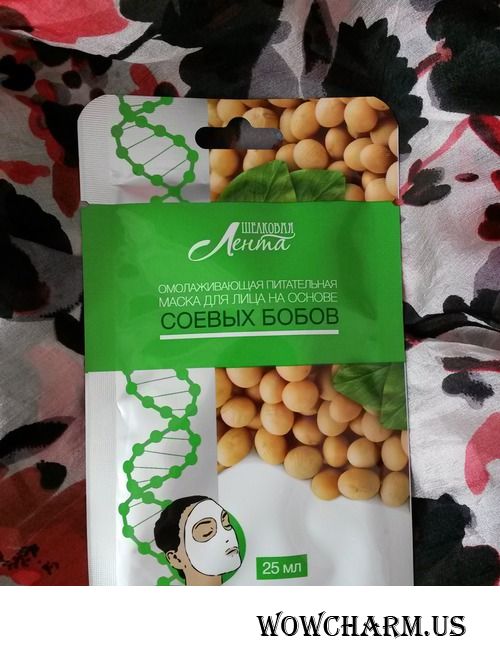 ШЕЛКОВАЯ
Лента
ОМОЛАЖИВАЮЩАЯ ПИТАТЕЛЬНАЯ
МАСКА ДЛЯ ЛИЦА НА ОСНОВЕ
СОЕВЫХ БОБОВ
25 МЛ
WOWCHARM.US